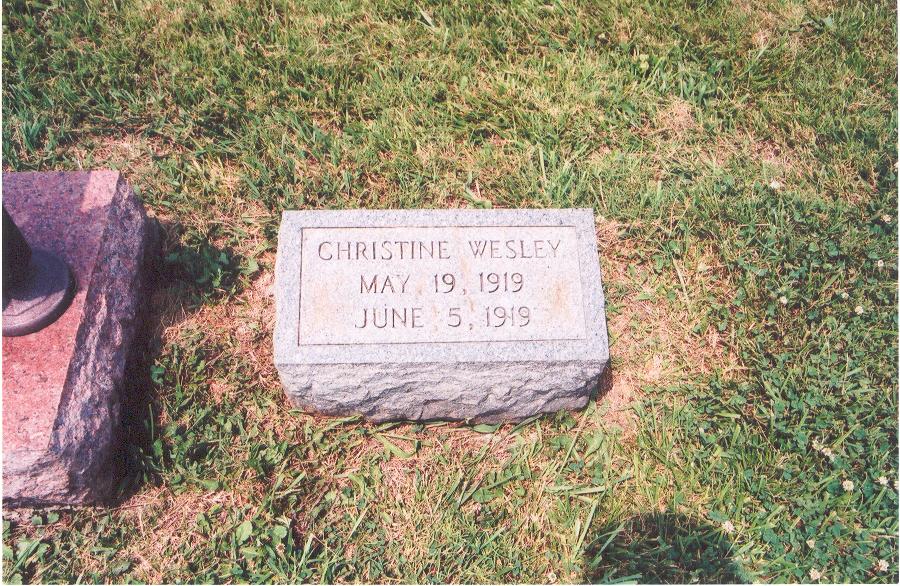 CHRISTINE WESLEY
MAY 19, 1919
JUNE 5, 1919